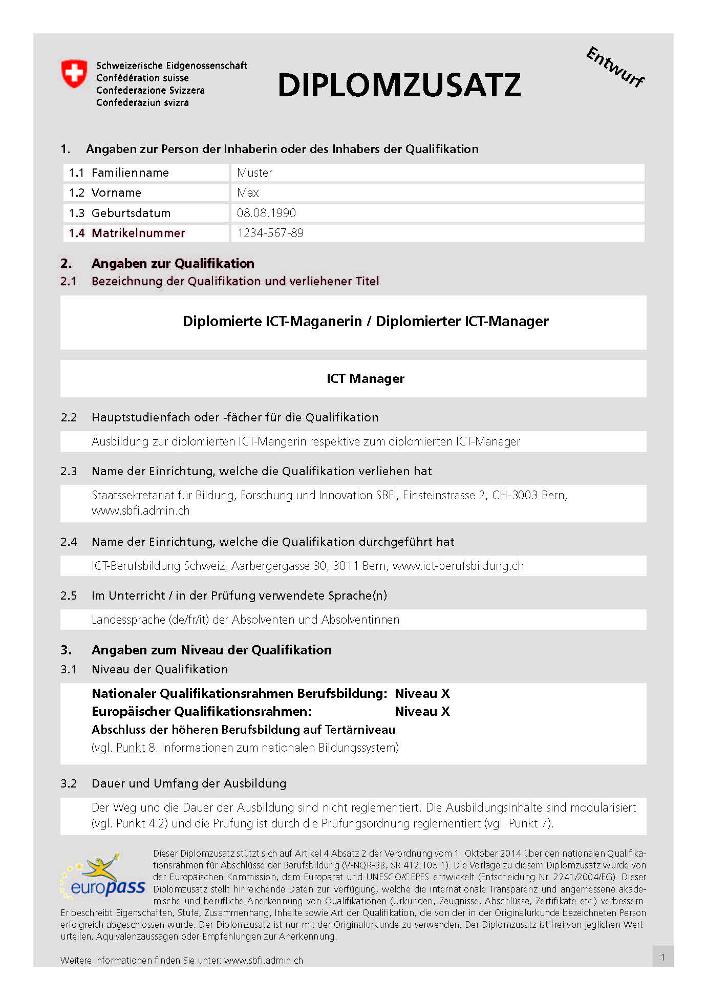 Schweizerische Eidgenossenschaft
Confédération suisse
Confederazione Svizzera
Confederaziun svizra
DIPLOMZUSATZ
Entwurf
1. Angaben zur Person der Inhaberin oder des Inhabers der Qualifikation
1.1 Familienname Muster
1.2 Vorname Max
1.3 Geburtsdatum 08.08.1990
1.4 Matrikelnummer 1234-567-89
2. Angaben zur Qualifikation
2.1 Bezeichnung der Qualifikation und verliehener Titel
Diplomierte ICT-Maganerin / Diplomierter ICT-Manager
ICT Manager
2.2 Hauptstudienfach oder -fächer für die Qualifikation
Ausbildung zur diplomierten ICT-Mangerin respektive zum diplomierten ICT-Manager
2.3 Name der Einrichtung, welche die Qualifikation verliehen hat
Staatssekretariat für Bildung, Forschung und Innovation SBFI, Einsteinstrasse 2, CH-3003 Bern,
www.sbfi.admin.ch
2.4 Name der Einrichtung, welche die Qualifikation durchgeführt hat
ICT-Berufsbildung Schweiz, Aarbergergasse 30, 3011 Bern, www.ict-berufsbildung.ch
2.5 Im Unterricht / in der Prüfung verwendete Sprache(n)
Landessprache (de/fr/it) der Absolventen und Absolventinnen
3. Angaben zum Niveau der Qualifikation
3.1 Niveau der Qualifikation
Nationaler Qualifikationsrahmen Berufsbildung: Niveau X
Europäischer Qualifikationsrahmen: Niveau X
Abschluss der höheren Berufsbildung auf Tertärniveau
(vgl. Punkt 8. Informationen zum nationalen Bildungssystem)
3.2 Dauer und Umfang der Ausbildung
Der Weg und die Dauer der Ausbildung sind nicht reglementiert. Die Ausbildungsinhalte sind modularisiert
(vgl. Punkt 4.2) und die Prüfung ist durch die Prüfungsordnung reglementiert (vgl. Punkt 7).
europass
Dieser Diplomzusatz stützt sich auf Artikel 4 Absatz 2 der Verordnung vom 1. Oktober 2014 über den nationalen Qualifika-
tionsrahmen für Abschlüsse der Berufsbildung (V-NQR-BB, SR 412.105.1). Die Vorlage zu diesem Diplomzusatz wurde von
der Europäischen Kommission, dem Europarat und UNESCO/CEPES entwickelt (Entscheidung Nr. 2241/2004/EG). Dieser
Diplomzusatz stellt hinreichende Daten zur Verfügung, welche die internationale Transparenz und angemessene akade-
mische und berufliche Anerkennung von Qualifikationen (Urkunden, Zeugnisse, Abschlüsse, Zertifikate etc.) verbessern.
Er beschreibt Eigenschaften, Stufe, Zusammenhang, Inhalte sowie Art der Qualifikation, die von der in der Originalurkunde bezeichneten Person
erfolgreich abgeschlossen wurde. Der Diplomzusatz ist nur mit der Originalurkunde zu verwenden. Der Diplomzusatz ist frei von jeglichen Wert-
urteilen, Äquivalenzaussagen oder Empfehlungen zur Anerkennung.
Weitere Informationen finden Sie unter: www.sbfi.admin.ch
1